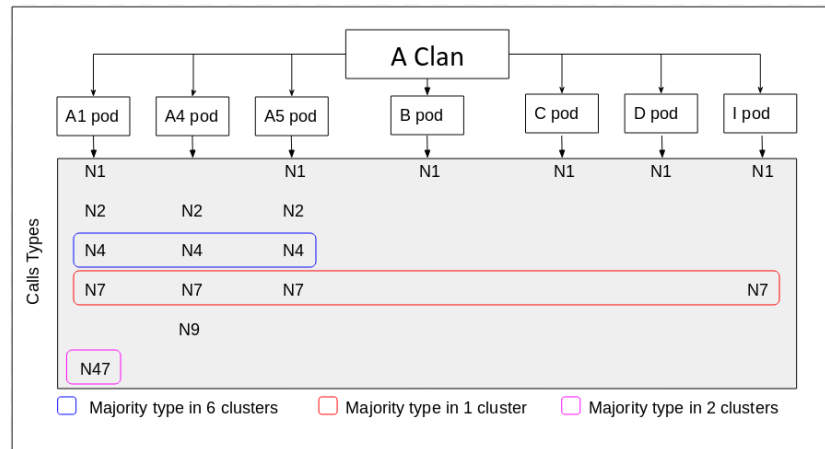 A Clan
A1 pod A4 pod A5 pod B pod C pod D pod I pod
N1 N1 N1 N1 N1 N1
N2 N2 N2
N4 N4 N4
N7 N7 N7 N7
N9
N47
Calls Types
Majority type in 6 clusters Majority type in 1 cluster Majority type in 2 clusters